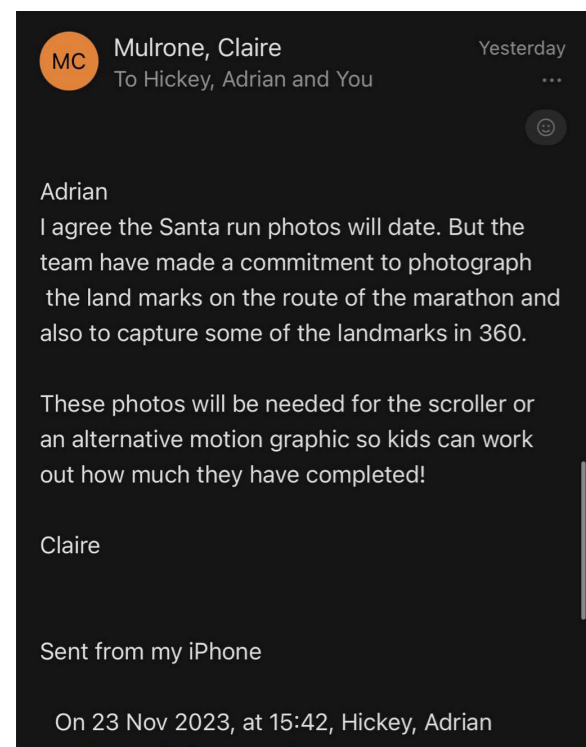 MC
Mulrone, Claire
Yesterday
To Hickey, Adrian and You
Adrian
I agree the Santa run photos will date. But the
team have made a commitment to photograph
the land marks on the route of the marathon and
also to capture some of the landmarks in 360.
These photos will be needed for the scroller or
an alternative motion graphic so kids can work
out how much they have completed!
Claire
Sent from my iPhone
On 23 Nov 2023, at 15:42, Hickey, Adrian